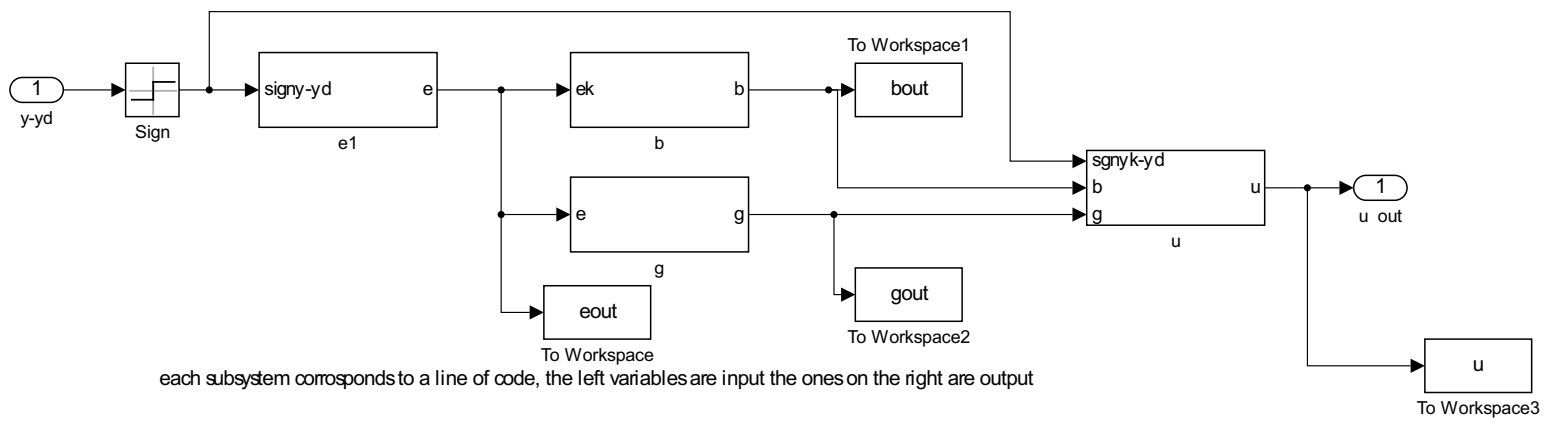 To Workspace1
1
signy-yd
e
ek
b
b
bout
y-yd
Sign
e1
b
sgnyk-yd
b
g
u
1
e
g
u out
u
g
eout
gout
To Workspace
To Workspace2
u
each subsystem corrosponds to a line of code, the left variables are input the ones on the right are output
To Workspace3